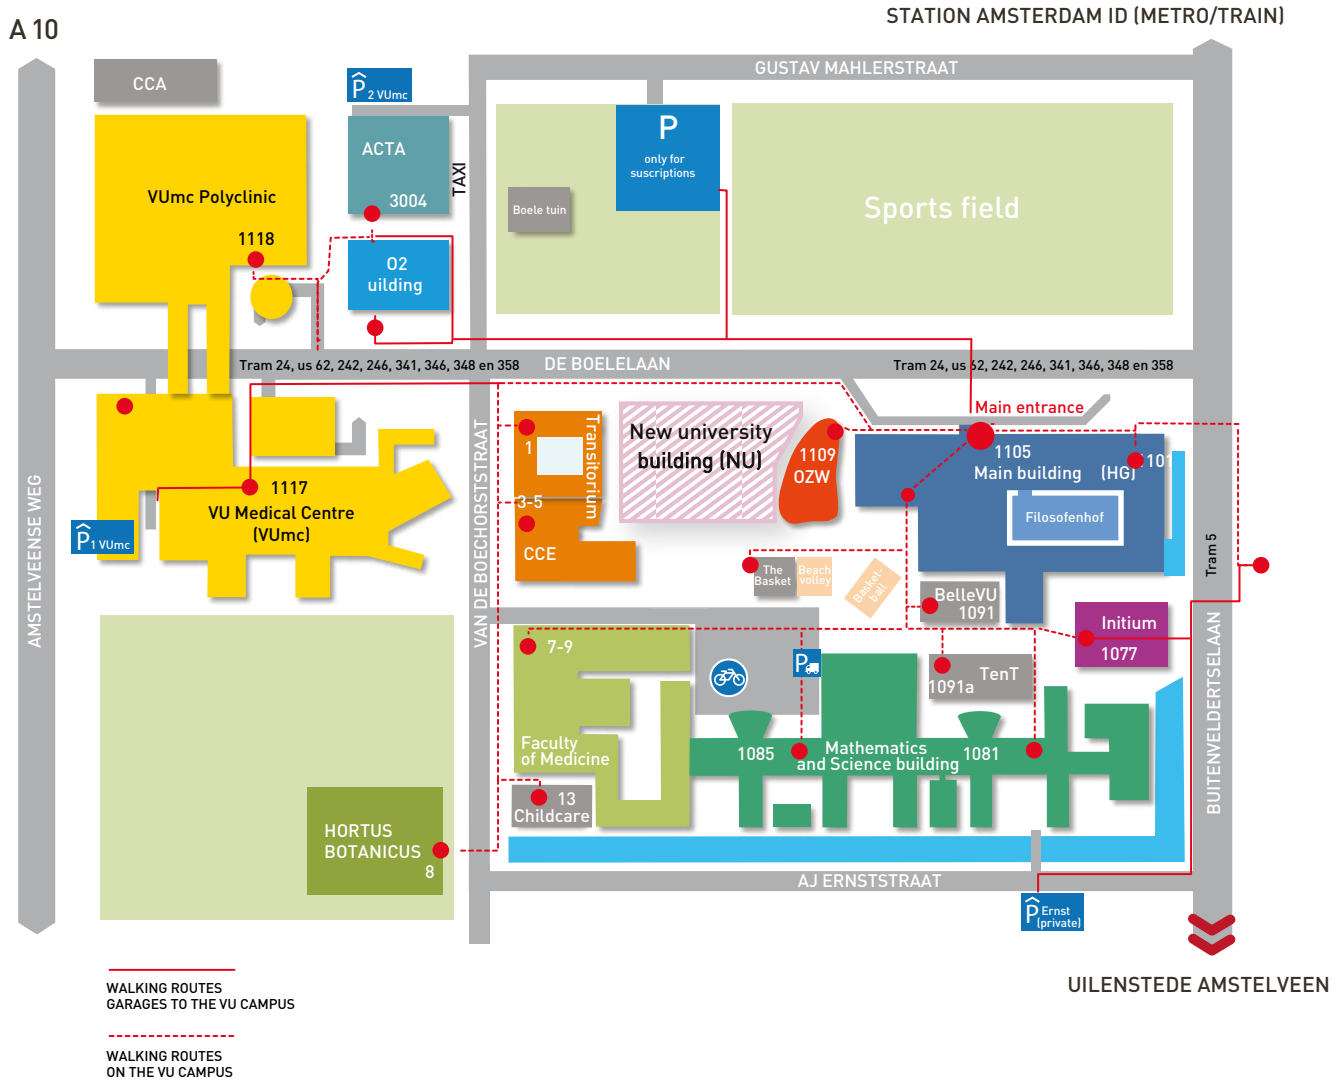 STATION AMSTERDAM ID (METRO/TRAIN)
A 10
GUSTAV MAHLERSTRAAT
CCA
P 2 VUmc
P
only for
suscriptions
ACTA
TAXI
3004
VUmc Polyclinic
1118
Boele tuin
Sports field
O2
uilding
Tram 24, us 62, 242, 246, 341, 346, 348 en 358
DE BOELELAAN
Tram 24, us 62, 242, 246, 341, 346, 348 en 358
Main entrance
AMSTELVEENSE WEG
VAN DE BOECHORSTSTRAAT
Transitorium
1
3-5
CCE
New university
building (NU)
1109
OZW
1105
Main building (HG)
1101
Filosofenhof
1117
VU Medical Centre
(VUmc)
P 1 VUmc
Tram 5
The
Basket
Beach
volley
Basket-
ball
BelleVU
1091
Initium
1077
7-9
P
TenT
1091a
Faculty
of Medicine
1085
Mathematics
and Science building
1081
BUITENVELDERTSELAAN
13
Childcare
HORTUS
BOTANICUS
8
AJ ERNSTSTRAAT
P Ernst
(private)
UILENSTEDE AMSTELVEEN
WALKING ROUTES
GARAGES TO THE VU CAMPUS
WALKING ROUTES
ON THE VU CAMPUS